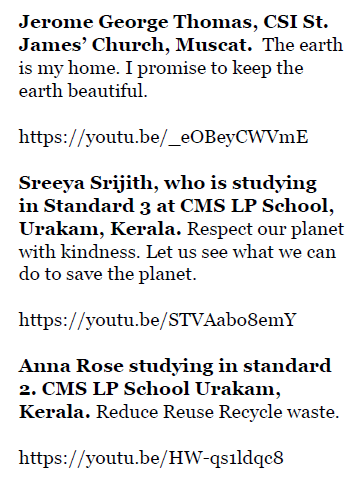 Jerome George Thomas, CSI St.
James’ Church, Muscat.  The earth
is my home. I promise to keep the
earth beautiful.
https://youtu.be/_eOBeyCWVmE
Sreeya Srijith, who is studying
in Standard 3 at CMS LP School,
Urakam, Kerala. Respect our planet
with kindness. Let us see what we can
do to save the planet.
https://youtu.be/STVAabo8emY
Anna Rose studying in standard
2. CMS LP School Urakam,
Kerala. Reduce Reuse Recycle waste.
https://youtu.be/HW-qs1ldqc8